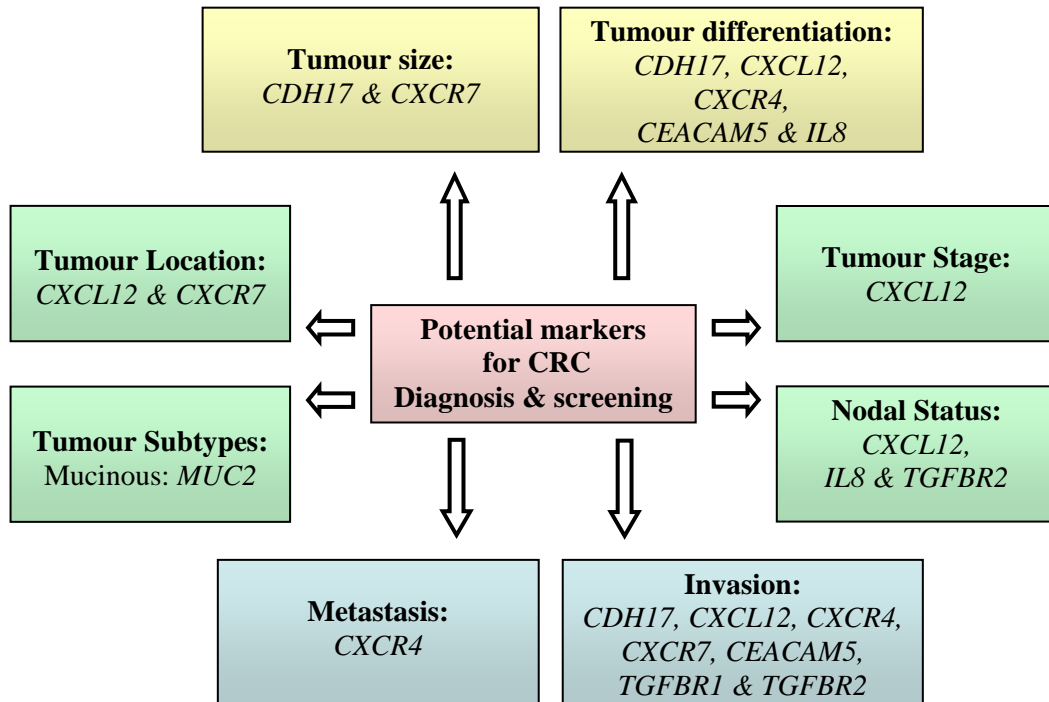 Tumour size:
CDH17 & CXCR7
Tumour differentiation:
CDH17, CXCL12,
CXCR4,
CEACAM5 & IL8
Tumour Location:
CXCL12 & CXCR7
Tumour Stage:
CXCL12
Potential markers
for CRC
Diagnosis & screening
Tumour Subtypes:
Mucinous: MUC2
Nodal Status:
CXCL12,
IL8 & TGFBR2
Metastasis:
CXCR4
Invasion:
CDH17, CXCL12, CXCR4,
CXCR7, CEACAM5,
TGFBR1 & TGFBR2